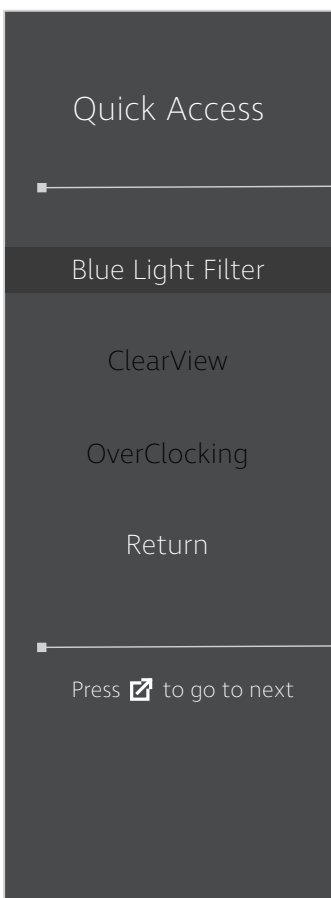 Quick Access
Blue Light Filter
ClearView
OverClocking
Return
Press to go to next